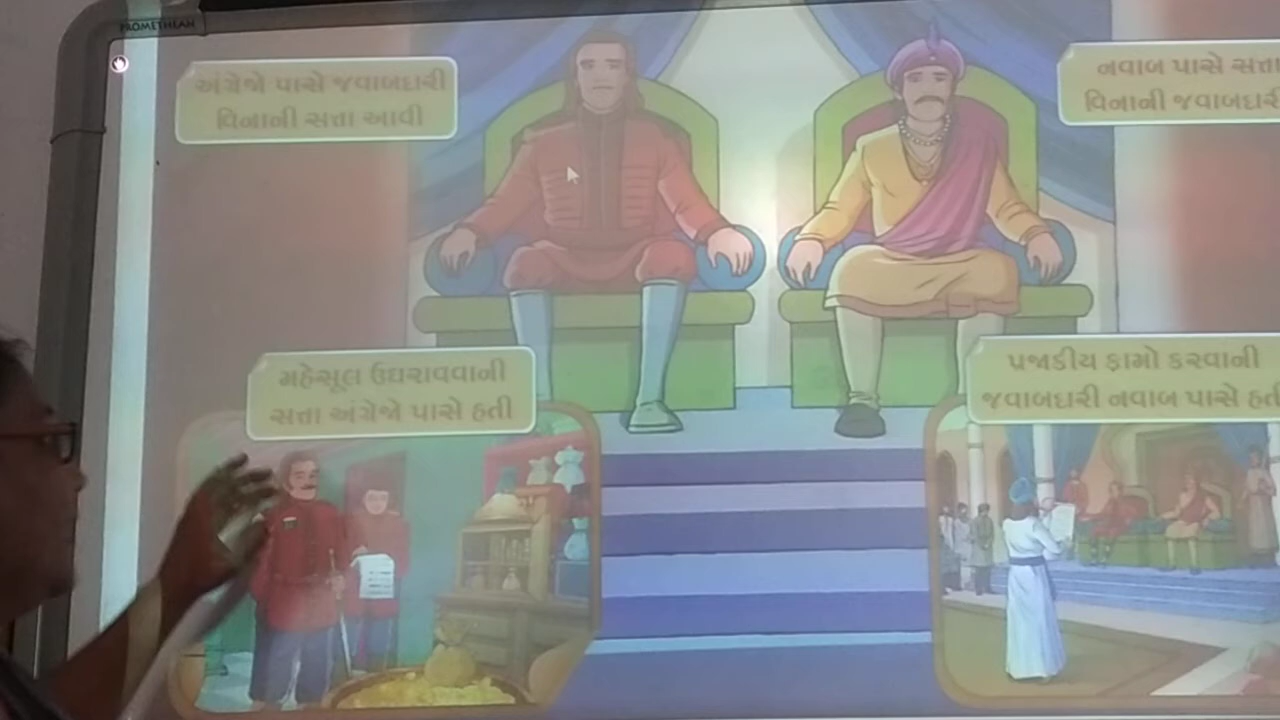 PROMETHEAN
અંગ્રેજો પાસે જવાબદારી
વિનાની સત્તા આવી
નવાબ પાસે સત્તા
વિનાની જવાબદારી
મહેસૂલ ઉઘરાવવાની
સત્તા અંગ્રેજો પાસે હતી
પ્રજાકીય કામો કરવાની
જવાબદારી નવાબ પાસે હતી